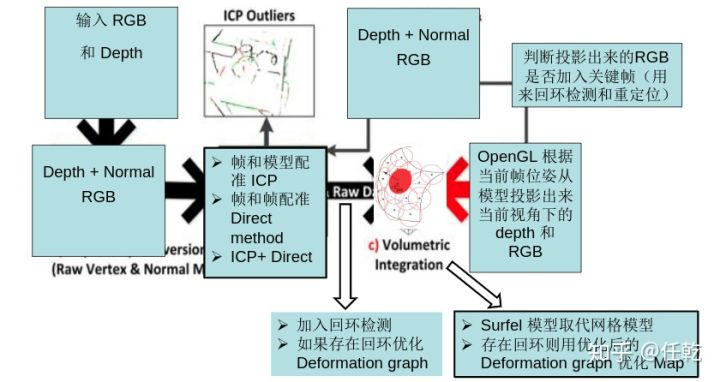 输入 RGB
和 Depth
ICP Outliers
Depth + Normal
RGB
判断投影出来的RGB
是否加入关键帧（用
来回环检测和重定位）
Depth + Normal
RGB
帧和模型配
准 ICP
帧和帧配准
Direct
method
ICP+ Direct
& Raw Da
OpenGL 根据
当前帧位姿从
模型投影出来
当前视角下的
depth 和
RGB
c) Volumetric
Integration
(Raw Vertex & Normal M
加入回环检测
如果存在回环优化
Deformation graph
Surfel 模型取代网格模型
存在回环则用优化后的
Deformation graph 优化 Map
知乎 @任乾